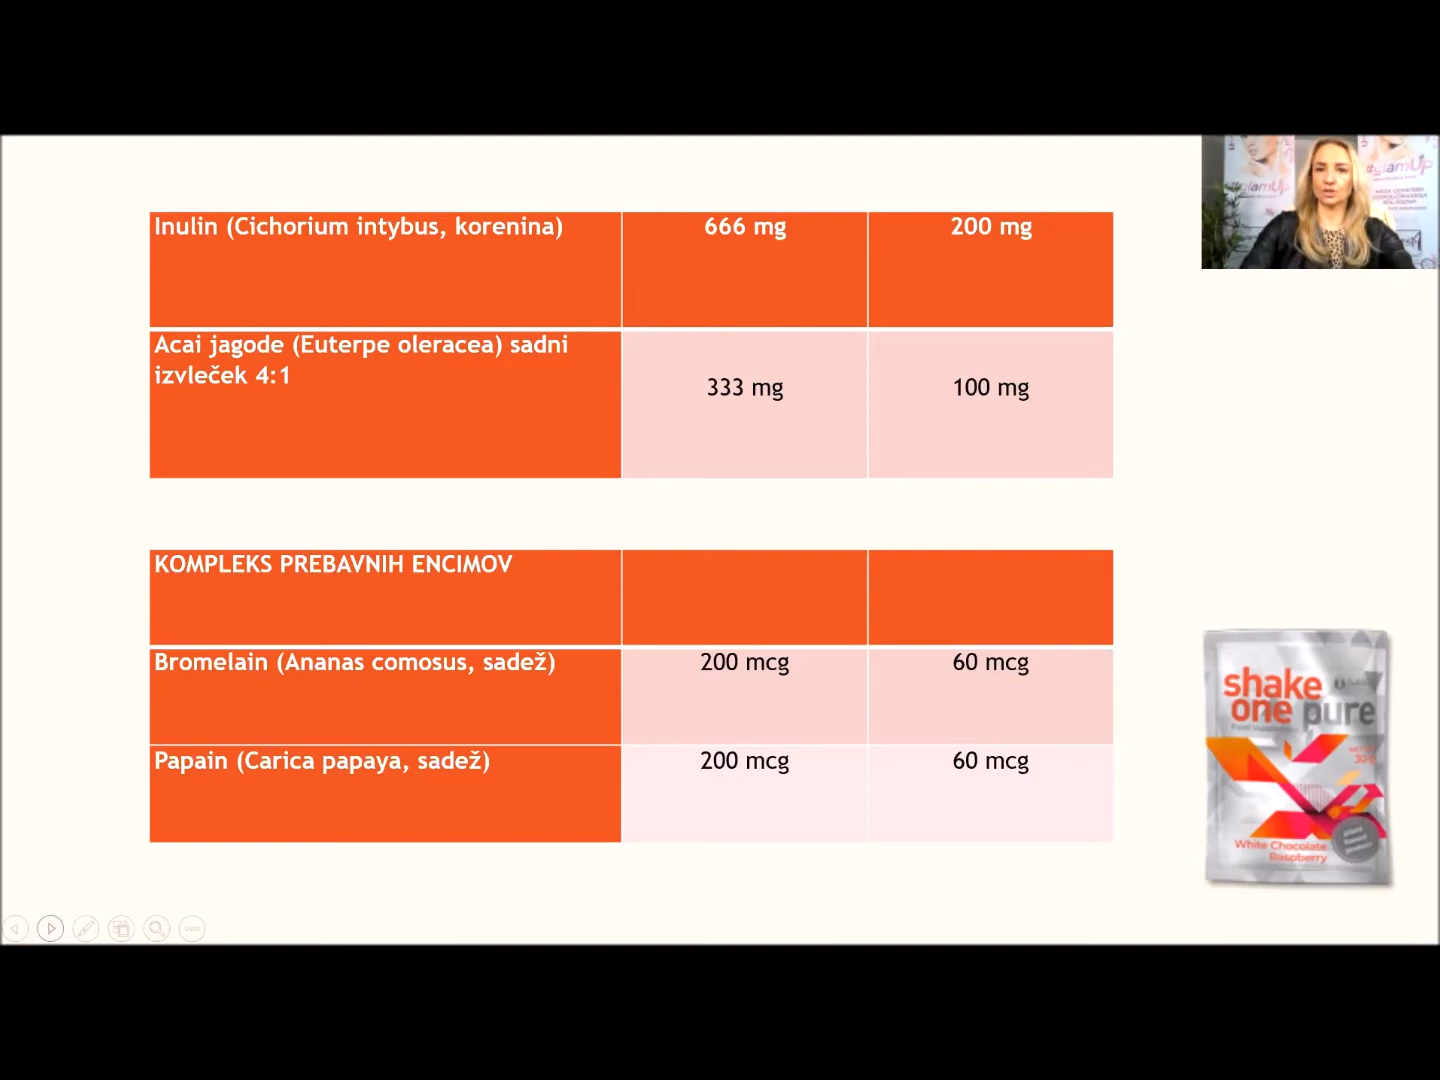 Inulin (Cichorium intybus, korenina) 666 mg 200 mg
Acai jagode (Euterpe oleracea) sadni
izvleček 4:1
333 mg 100 mg
KOMPLEKS PREBAVNIH ENCIMOV
Bromelain (Ananas comosus, sadež) 200 mcg 60 mcg
Papain (Carica papaya, sadež) 200 mcg 60 mcg
#glamUp
glamUp
shake
one pure
White Chocolate
Raspberry